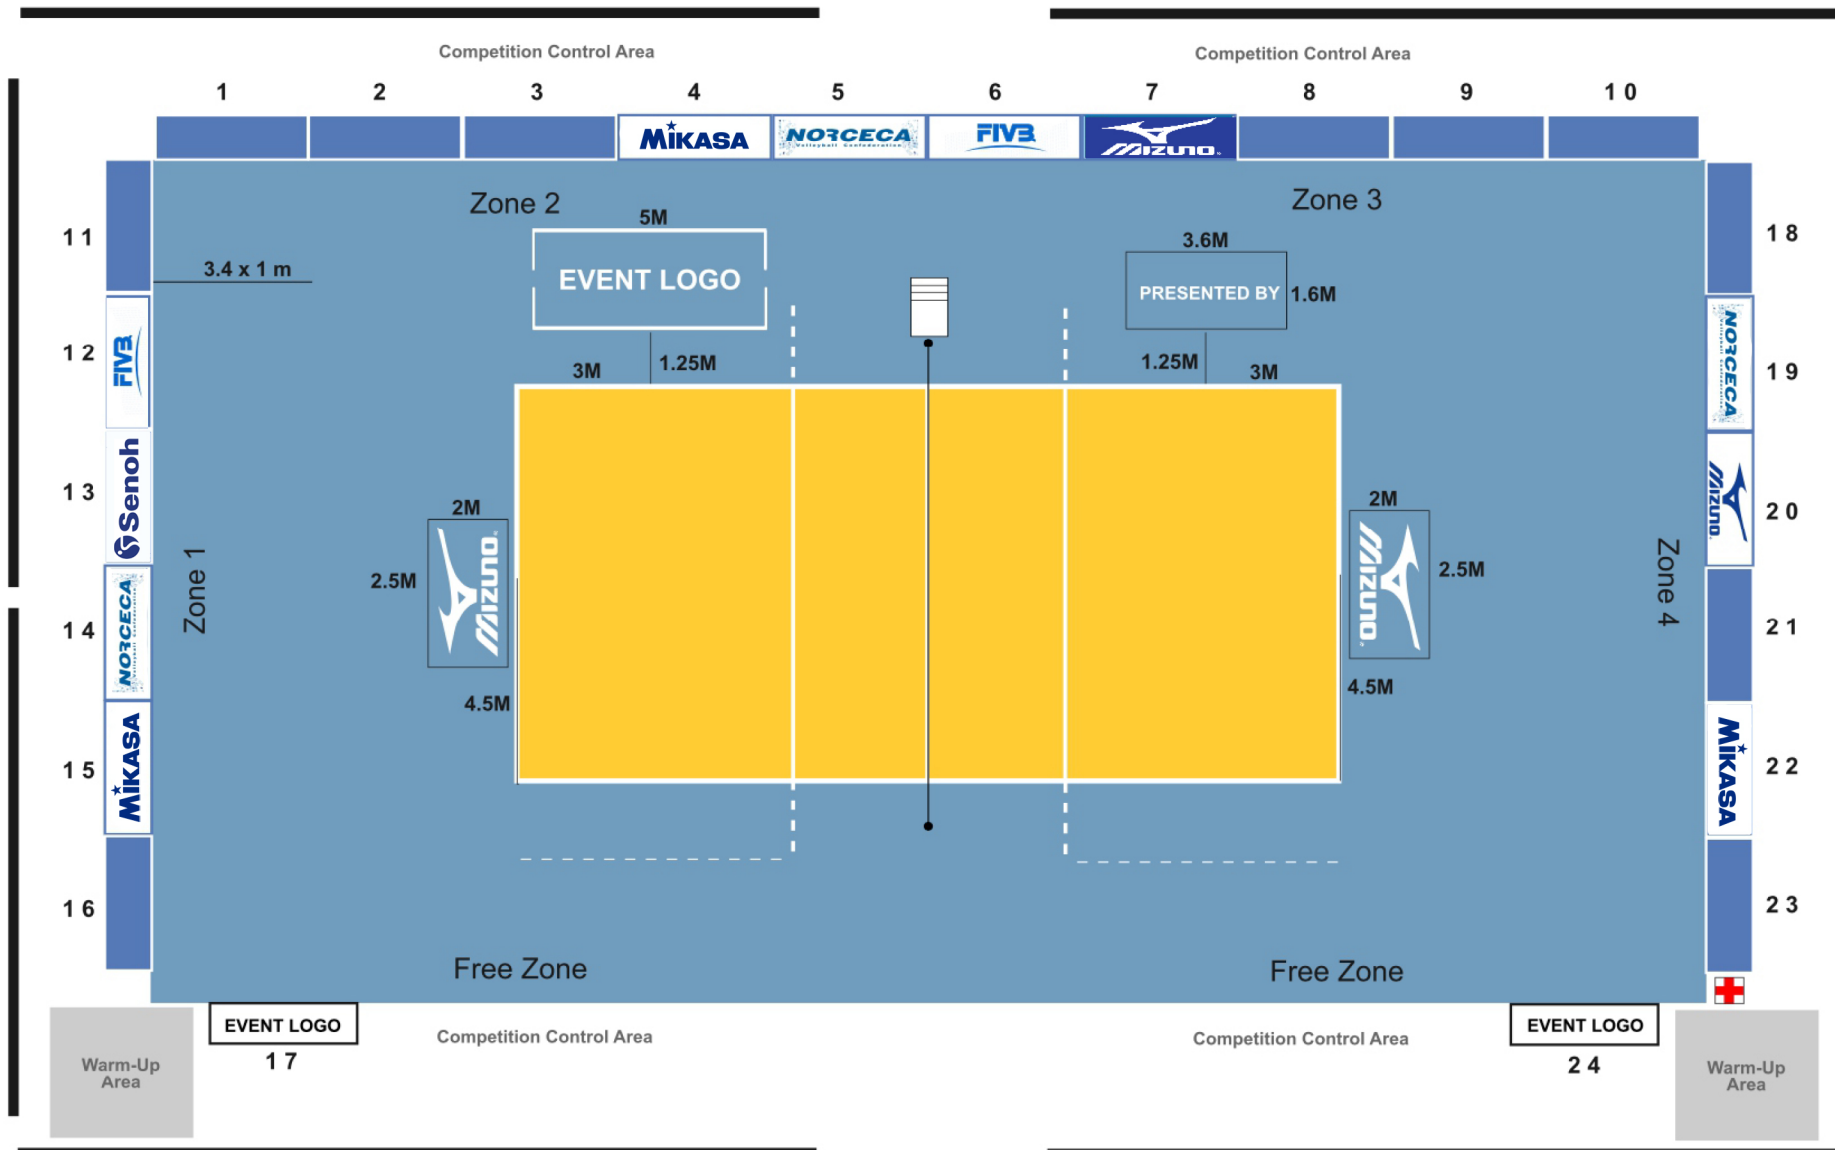 Competition Control Area
Competition Control Area
1 2 3 4 5 6 7 8 9 10
MIKASA
NORCECA
Volleyball Confederation
FIVB
MIZUNO
Zone 2
Zone 3
5M
EVENT LOGO
3.6M
PRESENTED BY
1.6M
11
3.4 x 1 m
18
12
FIVB
3M
1.25M
1.25M
3M
NORCECA
19
13
Senoh
2M
MIZUNO
2.5M
2M
MIZUNO
2.5M
MIZUNO
20
Zone 1
Zone 4
14
NORCECA
4.5M
4.5M
21
15
MIKASA
MIKASA
22
16
23
Free Zone
Free Zone
EVENT LOGO
17
Competition Control Area
Competition Control Area
EVENT LOGO
24
Warm-Up
Area
Warm-Up
Area